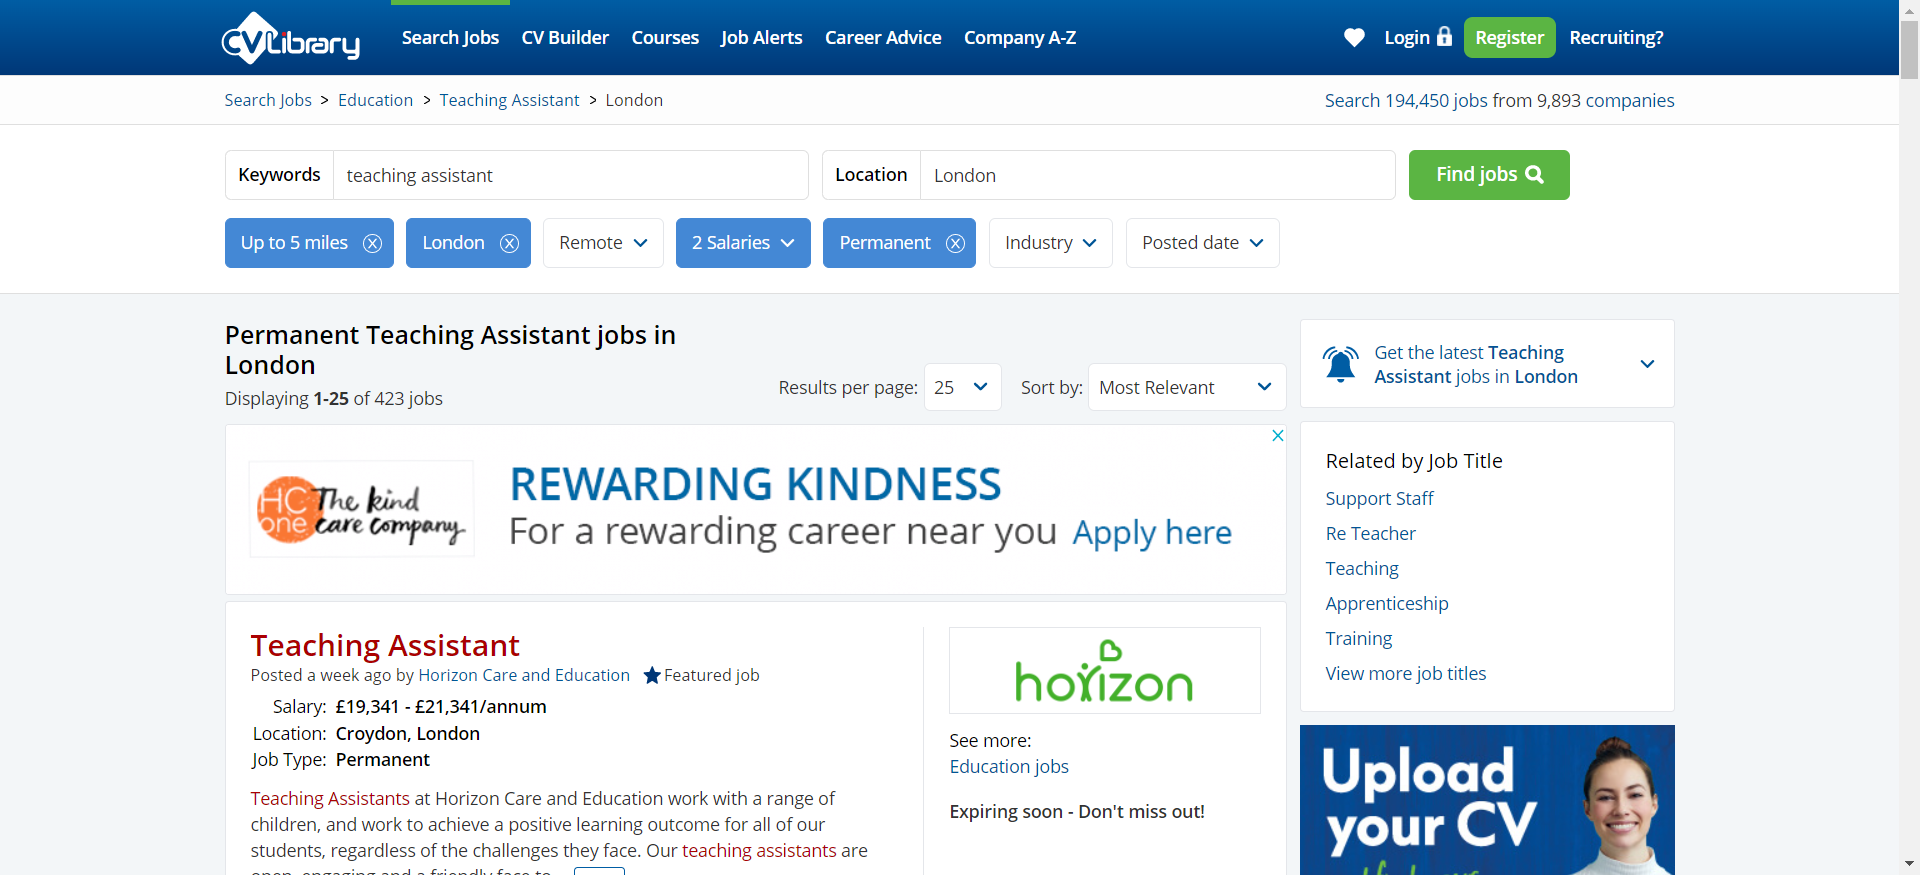 CVLibrary
Search Jobs CV Builder Courses Job Alerts Career Advice Company A-Z Login Register Recruiting?
Search Jobs > Education > Teaching Assistant > London
Search 194,450 jobs from 9,893 companies
Keywords teaching assistant Location London Find jobs
Up to 5 miles London Remote 2 Salaries Permanent Industry Posted date
Permanent Teaching Assistant jobs in
London
Displaying 1-25 of 423 jobs
Results per page: 25 Sort by: Most Relevant
HC
one
The kind
care company
REWARDING KINDNESS
For a rewarding career near you Apply here
Teaching Assistant
Posted a week ago by Horizon Care and Education Featured job
Salary: £19,341 - £21,341/annum
Location: Croydon, London
Job Type: Permanent
Teaching Assistants at Horizon Care and Education work with a range of
children, and work to achieve a positive learning outcome for all of our
students, regardless of the challenges they face. Our teaching assistants are
open, engaging and a friendly face to
horizon
See more:
Education jobs
Expiring soon - Don't miss out!
Get the latest Teaching
Assistant jobs in London
Related by Job Title
Support Staff
Re Teacher
Teaching
Apprenticeship
Training
View more job titles
Upload
your CV